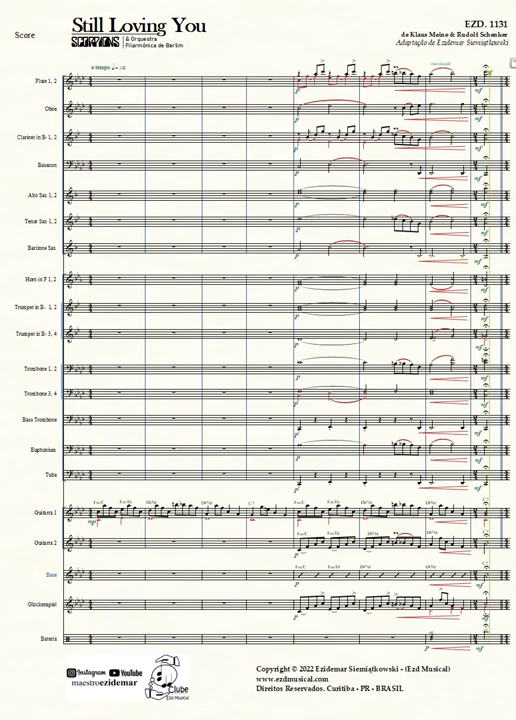 Score
Still Loving You
SCORPIONS & Orquestra
Filarmônica de Berlim
EZD. 1131
de Klaus Meine & Rudolf Schenker
Adaptação de Ezidemar Siemiątkowski
a tempo
Flute 1, 2
Oboe
Clarinet in B♭ 1, 2
Bassoon
Alto Sax 1, 2
Tenor Sax 1, 2
Baritone Sax
Horn in F 1, 2
Trumpet in B♭ 1, 2
Trumpet in B♭ 3, 4
Trombone 1, 2
Trombone 3, 4
Bass Trombone
Euphonium
Tuba
Guitarra 1
Guitarra 2
Baixo
Glockenspiel
Bateria
Instagram YouTube
maestroezidemar
Clube
Ezd Musical
Copyright © 2022 Ezidemar Siemiątkowski - (Ezd Musical)
www.ezdmusical.com
Direitos Reservados. Curitiba - PR - BRASIL